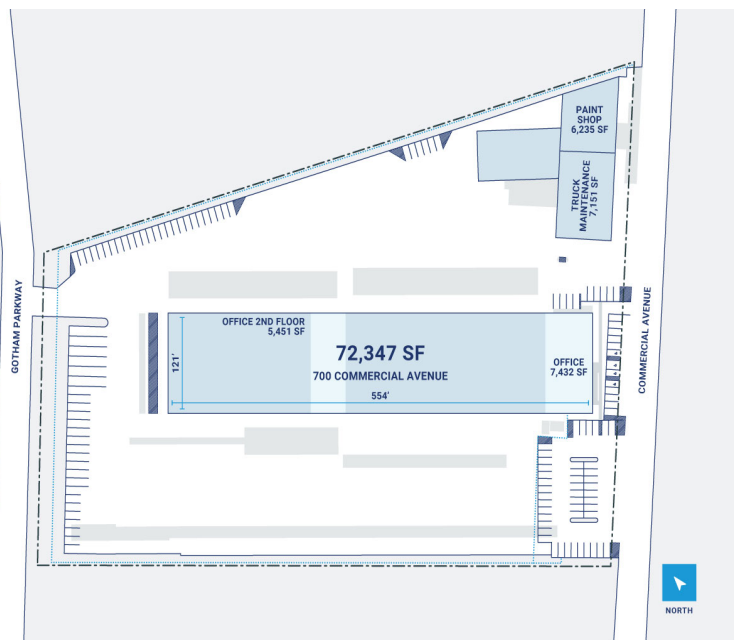 PAINT
SHOP
6,235 SF
TRUCK
MAINTENANCE
7,151 SF
GOTHAM PARKWAY
COMMERCIAL AVENUE
OFFICE 2ND FLOOR
5,451 SF
121'
72,347 SF
700 COMMERCIAL AVENUE
554'
OFFICE
7,432 SF
NORTH